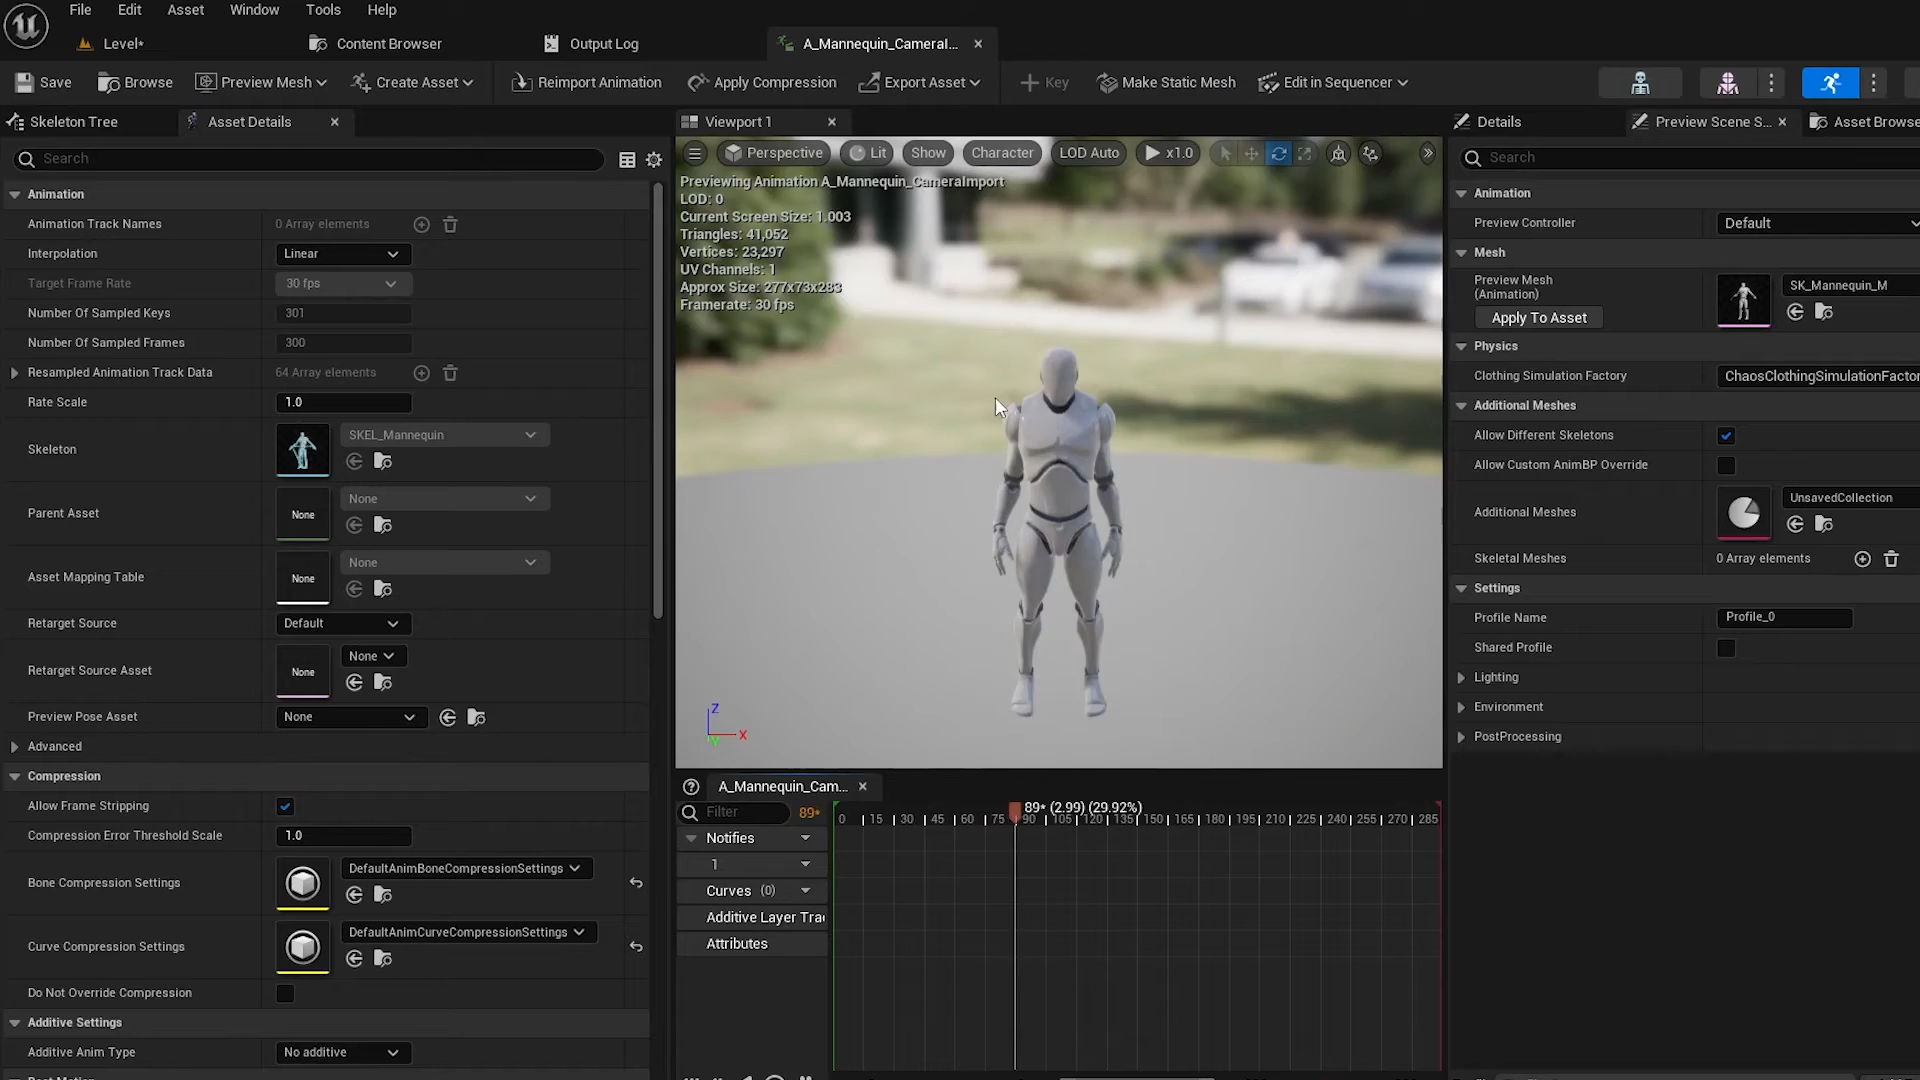 File Edit Asset Window Tools Help
Level* Content Browser Output Log A_Mannequin_CameraI...
Save Browse Preview Mesh Create Asset Reimport Animation Apply Compression Export Asset Key Make Static Mesh Edit in Sequencer
Skeleton Tree Asset Details
Search
Animation
Animation Track Names 0 Array elements
Interpolation Linear
Target Frame Rate 30 fps
Number Of Sampled Keys 301
Number Of Sampled Frames 300
Resampled Animation Track Data 64 Array elements
Rate Scale 1.0
Skeleton SKEL_Mannequin
Parent Asset None None
Asset Mapping Table None None
Retarget Source Default
Retarget Source Asset None None
Preview Pose Asset None
Advanced
Compression
Allow Frame Stripping
Compression Error Threshold Scale 1.0
Bone Compression Settings DefaultAnimBoneCompressionSettings
Curve Compression Settings DefaultAnimCurveCompressionSettings
Do Not Override Compression
Additive Settings
Additive Anim Type No additive
Viewport 1
Perspective Lit Show Character LOD Auto x1.0
Previewing Animation A_Mannequin_CameraImport
LOD: 0
Current Screen Size: 1.003
Triangles: 41,052
Vertices: 23,297
UV Channels: 1
Approx Size: 277x73x283
Framerate: 30 fps
Z
X
Y
A_Mannequin_Cam...
Filter 89* 89* (2.99) (29.92%)
0 15 30 45 60 75 90 105 120 135 150 165 180 195 210 225 240 255 270 285
Notifies
1
Curves (0)
Additive Layer Trac
Attributes
Details Preview Scene S... Asset Browse
Search
Animation
Preview Controller Default
Mesh
Preview Mesh
(Animation) SK_Mannequin_M
Apply To Asset
Physics
Clothing Simulation Factory ChaosClothingSimulationFactor
Additional Meshes
Allow Different Skeletons
Allow Custom AnimBP Override
Additional Meshes UnsavedCollection
Skeletal Meshes 0 Array elements
Settings
Profile Name Profile_0
Shared Profile
Lighting
Environment
PostProcessing